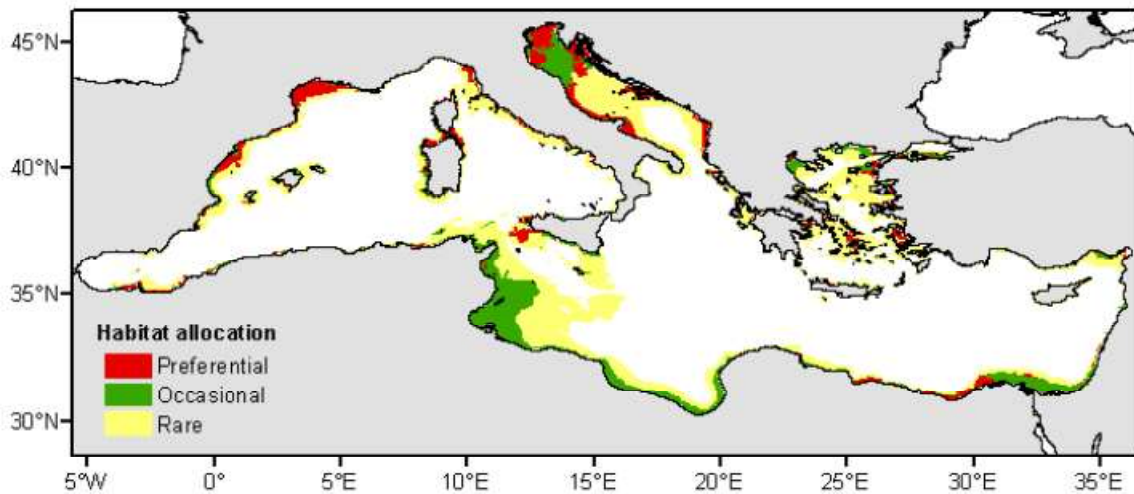 45°N
40°N
35°N
30°N
Habitat allocation
Preferential
Occasional
Rare
5°W 0° 5°E 10°E 15°E 20°E 25°E 30°E 35°E